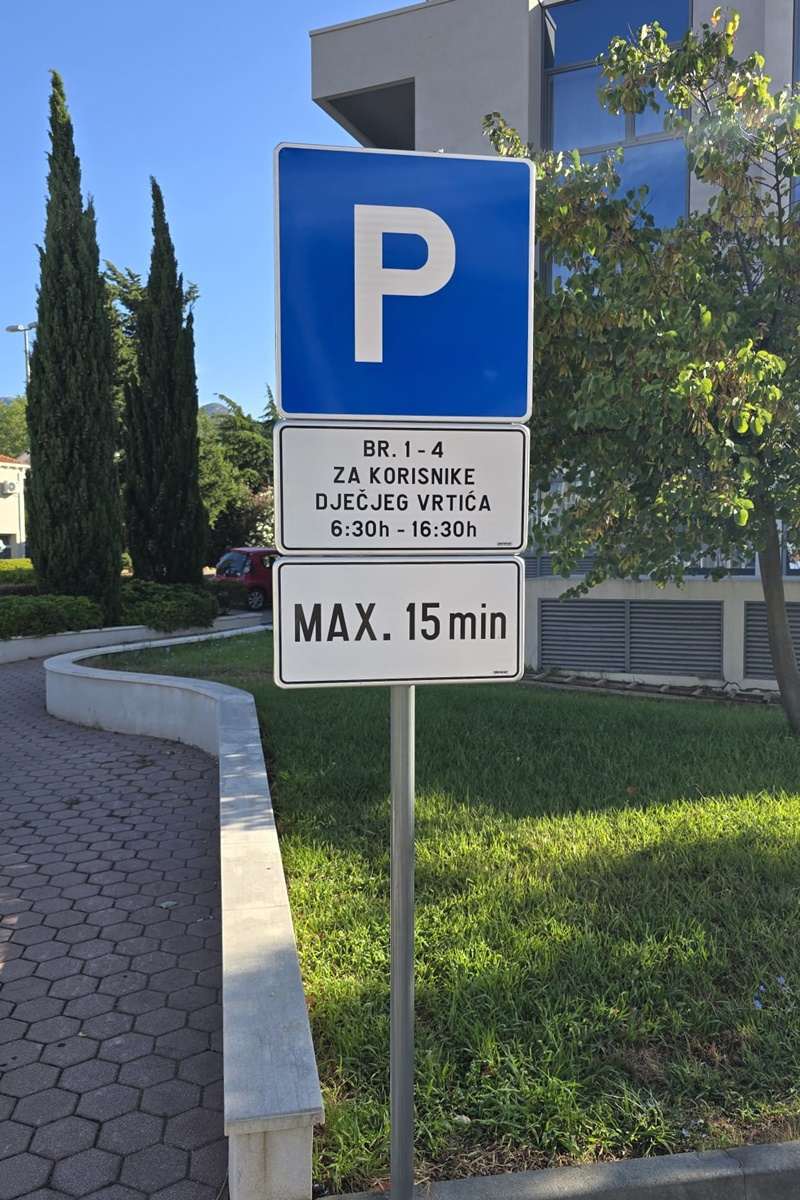 P
BR. 1 - 4
ZA KORISNIKE
DJEČJEG VRTIĆA
6:30h - 16:30h
MAX. 15 min